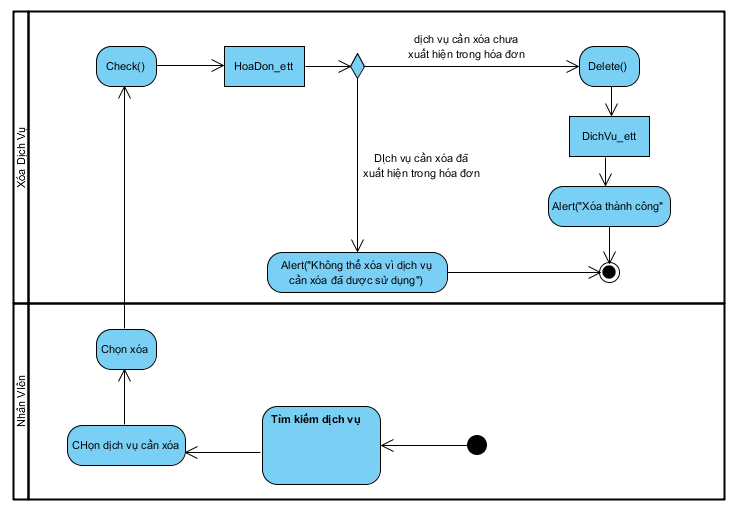 Xóa Dịch Vụ
Check()
HoaDon_ett
dịch vụ cần xóa chưa
xuất hiện trong hóa đơn
Delete()
DichVu_ett
DỊch vụ cần xóa đã
xuất hiện trong hóa đơn
Alert("Xóa thành công"
Alert("Không thể xóa vì dịch vụ
cần xóa đã dược sử dụng")
Nhân VIên
Chọn xóa
CHọn dịch vụ cần xóa
Tìm kiếm dịch vụ